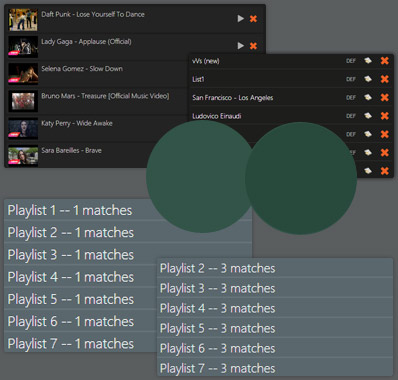 Daft Punk - Lose Yourself To Dance
Lady Gaga - Applause (Official)
Selena Gomez - Slow Down
Bruno Mars - Treasure [Official Music Video]
Katy Perry - Wide Awake
Sara Bareilles - Brave
vVs (new) DEF
List1 DEF
San Francisco - Los Angeles DEF
Ludovico Einaudi DEF
DEF
DEF
DEF
Playlist 1 -- 1 matches
Playlist 2 -- 1 matches
Playlist 3 -- 1 matches
Playlist 4 -- 1 matches
Playlist 5 -- 1 matches
Playlist 6 -- 1 matches
Playlist 7 -- 1 matches
Playlist 2 -- 3 matches
Playlist 3 -- 3 matches
Playlist 4 -- 3 matches
Playlist 5 -- 3 matches
Playlist 6 -- 3 matches
Playlist 7 -- 3 matches